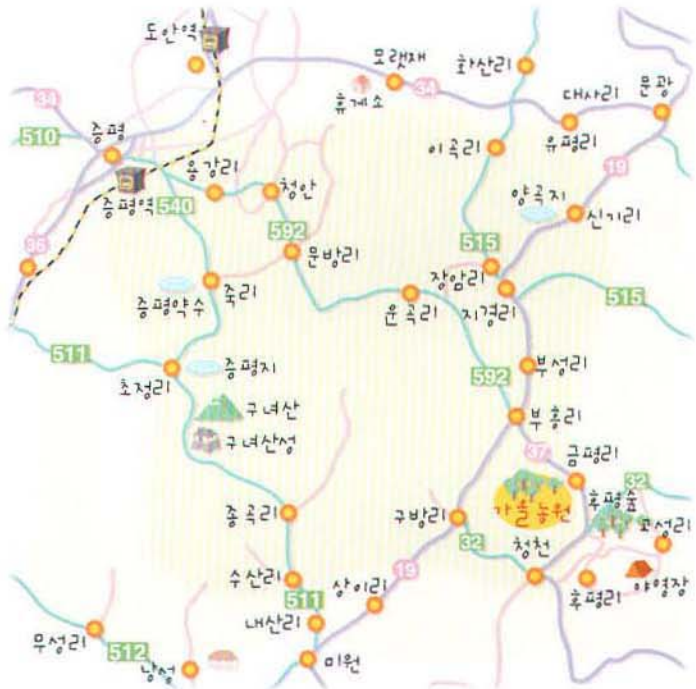 도안역
모랫재
화산리
34
휴게소
34
대사리
문광
510
증평
이곡리
유평리
19
용강리
청안
양곡지
신기리
증평역
540
592
36
문방리
515
장암리
증평약수
죽리
운곡리
지경리
515
511
증평지
592
부성리
초정리
구녀산
부흥리
구녀산성
37
금평리
종곡리
구방리
가을농원
후평숲
32
고성리
32
청천
수산리
19
511
상이리
후평리
야영장
내산리
무성리
512
낭성
미원